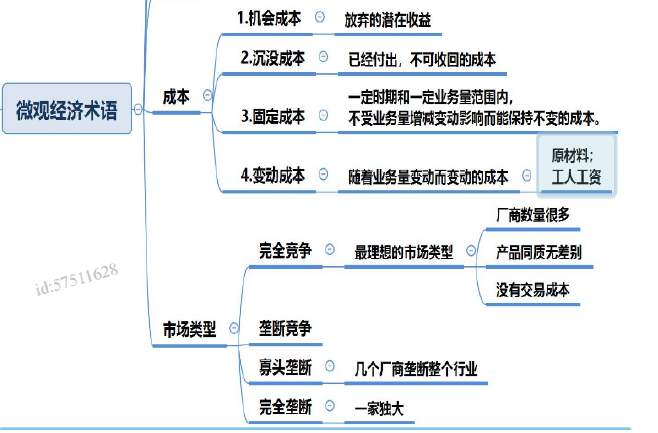 微观经济术语
成本
1.机会成本
放弃的潜在收益
2.沉没成本
已经付出，不可收回的成本
3.固定成本
一定时期和一定业务量范围内，
不受业务量增减变动影响而能保持不变的成本。
4.变动成本
随着业务量变动而变动的成本
原材料；
工人工资
市场类型
完全竞争
最理想的市场类型
厂商数量很多
产品同质无差别
没有交易成本
垄断竞争
寡头垄断
几个厂商垄断整个行业
完全垄断
一家独大
id:57511628